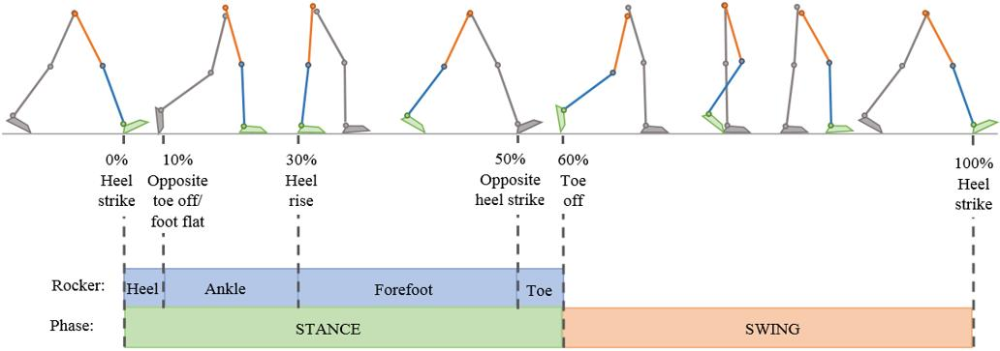 0%
Heel
strike
10%
Opposite
toe off/
foot flat
30%
Heel
rise
50%
Opposite
heel strike
60%
Toe
off
100%
Heel
strike
Rocker: Heel Ankle Forefoot Toe
Phase: STANCE SWING